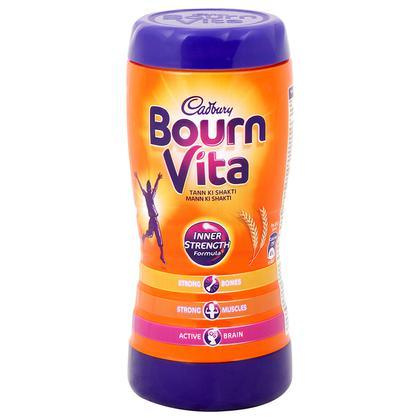 Cadbury
Bourn
Vita
TANN KI SHAKTI
MANN KI SHAKTI
INNER
STRENGTH
Formula
STRONG BONES
STRONG MUSCLES
ACTIVE BRAIN